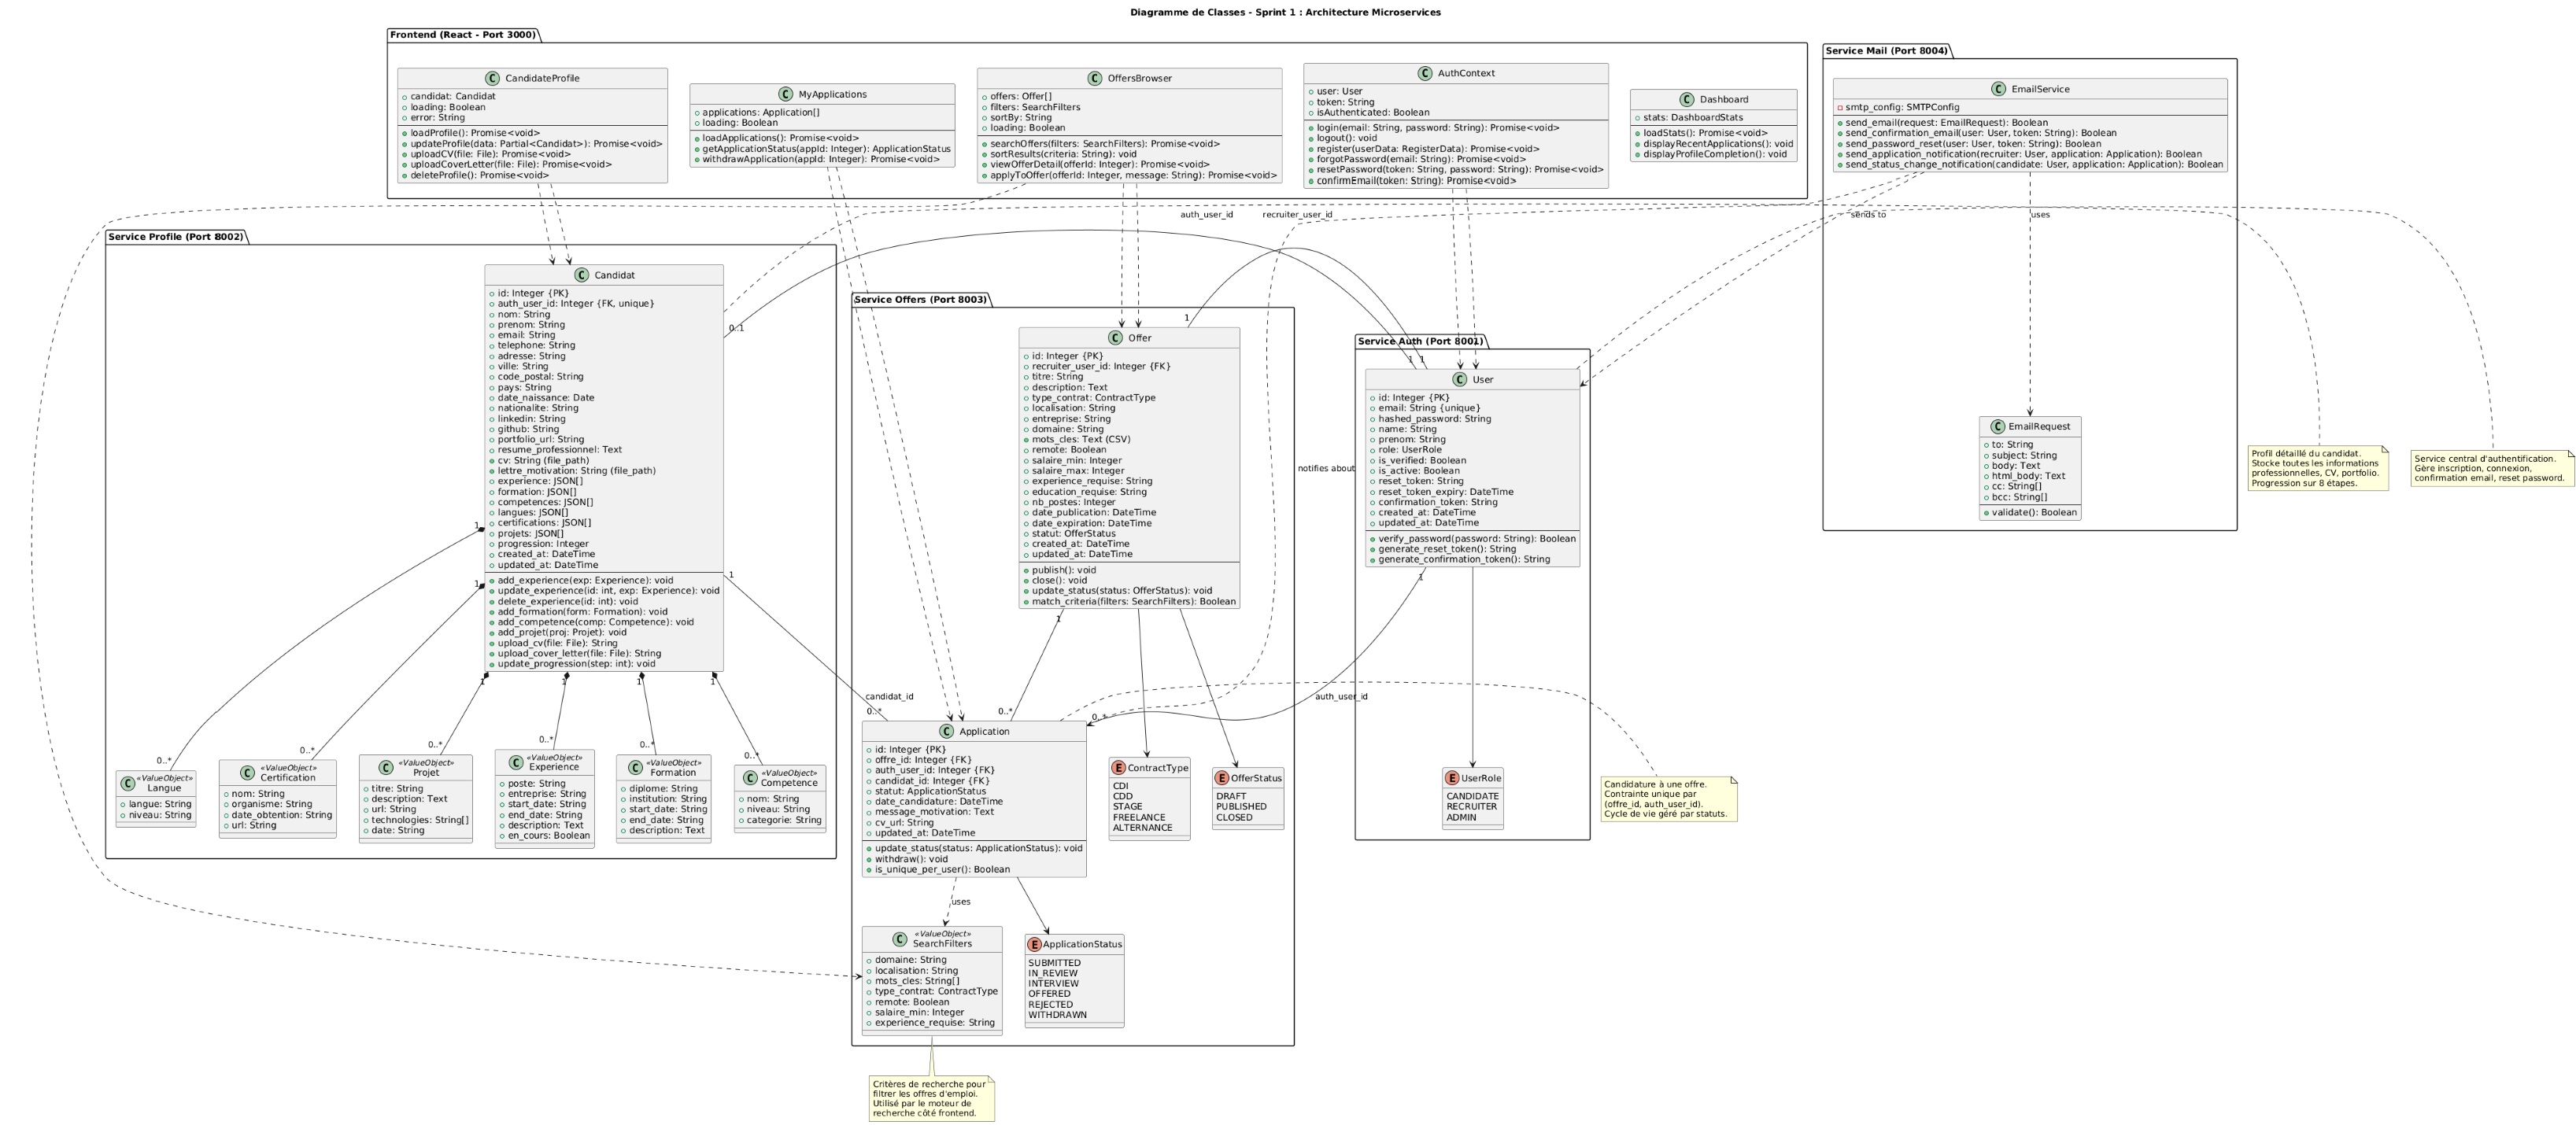 Diagramme de Classes - Sprint 1 : Architecture Microservices
Frontend (React - Port 3000)
CandidateProfile
candidat: Candidat
loading: Boolean
error: String
loadProfile(): Promise<void>
updateProfile(data: Partial<Candidat>): Promise<void>
uploadCV(file: File): Promise<void>
uploadCoverLetter(file: File): Promise<void>
deleteProfile(): Promise<void>
MyApplications
applications: Application[]
loading: Boolean
loadApplications(): Promise<void>
getApplicationStatus(appId: Integer): ApplicationStatus
withdrawApplication(appId: Integer): Promise<void>
OffersBrowser
offers: Offer[]
filters: SearchFilters
sortBy: String
loading: Boolean
searchOffers(filters: SearchFilters): Promise<void>
sortResults(criteria: String): void
viewOfferDetail(offerId: Integer): Promise<void>
applyToOffer(offerId: Integer, message: String): Promise<void>
AuthContext
user: User
token: String
isAuthenticated: Boolean
login(email: String, password: String): Promise<void>
logout(): void
register(userData: RegisterData): Promise<void>
forgotPassword(email: String): Promise<void>
resetPassword(token: String, password: String): Promise<void>
confirmEmail(token: String): Promise<void>
Dashboard
stats: DashboardStats
loadStats(): Promise<void>
displayRecentApplications(): void
displayProfileCompletion(): void
Service Mail (Port 8004)
EmailService
smtp_config: SMTPConfig
send_email(request: EmailRequest): Boolean
send_confirmation_email(user: User, token: String): Boolean
send_password_reset(user: User, token: String): Boolean
send_application_notification(recruiter: User, application: Application): Boolean
send_status_change_notification(candidate: User, application: Application): Boolean
auth_user_id
recruiter_user_id
sends to
uses
Service Profile (Port 8002)
Candidat
id: Integer {PK}
auth_user_id: Integer {FK, unique}
nom: String
prenom: String
email: String
telephone: String
adresse: String
ville: String
code_postal: String
pays: String
date_naissance: Date
nationalite: String
linkedin: String
github: String
portfolio_url: String
resume_professionnel: Text
cv: String (file_path)
lettre_motivation: String (file_path)
experience: JSON[]
formation: JSON[]
competences: JSON[]
langues: JSON[]
certifications: JSON[]
projets: JSON[]
progression: Integer
created_at: DateTime
updated_at: DateTime
add_experience(exp: Experience): void
update_experience(id: int, exp: Experience): void
delete_experience(id: int): void
add_formation(form: Formation): void
add_competence(comp: Competence): void
add_projet(proj: Projet): void
upload_cv(file: File): String
upload_cover_letter(file: File): String
update_progression(step: int): void
0..1
1
1
1
1
1
1
1
1
Service Offers (Port 8003)
Offer
id: Integer {PK}
recruiter_user_id: Integer {FK}
titre: String
description: Text
type_contrat: ContractType
localisation: String
entreprise: String
domaine: String
mots_cles: Text (CSV)
remote: Boolean
salaire_min: Integer
salaire_max: Integer
experience_requise: String
education_requise: String
nb_postes: Integer
date_publication: DateTime
date_expiration: DateTime
statut: OfferStatus
created_at: DateTime
updated_at: DateTime
publish(): void
close(): void
update_status(status: OfferStatus): void
match_criteria(filters: SearchFilters): Boolean
1
notifies about
Service Auth (Port 8001)
1
1
User
id: Integer {PK}
email: String {unique}
hashed_password: String
name: String
prenom: String
role: UserRole
is_verified: Boolean
is_active: Boolean
reset_token: String
reset_token_expiry: DateTime
confirmation_token: String
created_at: DateTime
updated_at: DateTime
verify_password(password: String): Boolean
generate_reset_token(): String
generate_confirmation_token(): String
1
EmailRequest
to: String
subject: String
body: Text
html_body: Text
cc: String[]
bcc: String[]
validate(): Boolean
Profil détaillé du candidat.
Stocke toutes les informations
professionnelles, CV, portfolio.
Progression sur 8 étapes.
Service central d'authentification.
Gère inscription, connexion,
confirmation email, reset password.
candidat_id
auth_user_id
0..*
0..*
0..*
0..*
0..*
0..*
0..*
0..*
0..*
«ValueObject»
Langue
langue: String
niveau: String
«ValueObject»
Certification
nom: String
organisme: String
date_obtention: String
url: String
«ValueObject»
Projet
titre: String
description: Text
url: String
technologies: String[]
date: String
«ValueObject»
Experience
poste: String
entreprise: String
start_date: String
end_date: String
description: Text
en_cours: Boolean
«ValueObject»
Formation
diplome: String
institution: String
start_date: String
end_date: String
description: Text
«ValueObject»
Competence
nom: String
niveau: String
categorie: String
Application
id: Integer {PK}
offre_id: Integer {FK}
auth_user_id: Integer {FK}
candidat_id: Integer {FK}
statut: ApplicationStatus
date_candidature: DateTime
message_motivation: Text
cv_url: String
updated_at: DateTime
update_status(status: ApplicationStatus): void
withdraw(): void
is_unique_per_user(): Boolean
ContractType
CDI
CDD
STAGE
FREELANCE
ALTERNANCE
OfferStatus
DRAFT
PUBLISHED
CLOSED
UserRole
CANDIDATE
RECRUITER
ADMIN
Candidature à une offre.
Contrainte unique par
(offre_id, auth_user_id).
Cycle de vie géré par statuts.
uses
«ValueObject»
SearchFilters
domaine: String
localisation: String
mots_cles: String[]
type_contrat: ContractType
remote: Boolean
salaire_min: Integer
experience_requise: String
ApplicationStatus
SUBMITTED
IN_REVIEW
INTERVIEW
OFFERED
REJECTED
WITHDRAWN
Critères de recherche pour
filtrer les offres d'emploi.
Utilisé par le moteur de
recherche côté frontend.